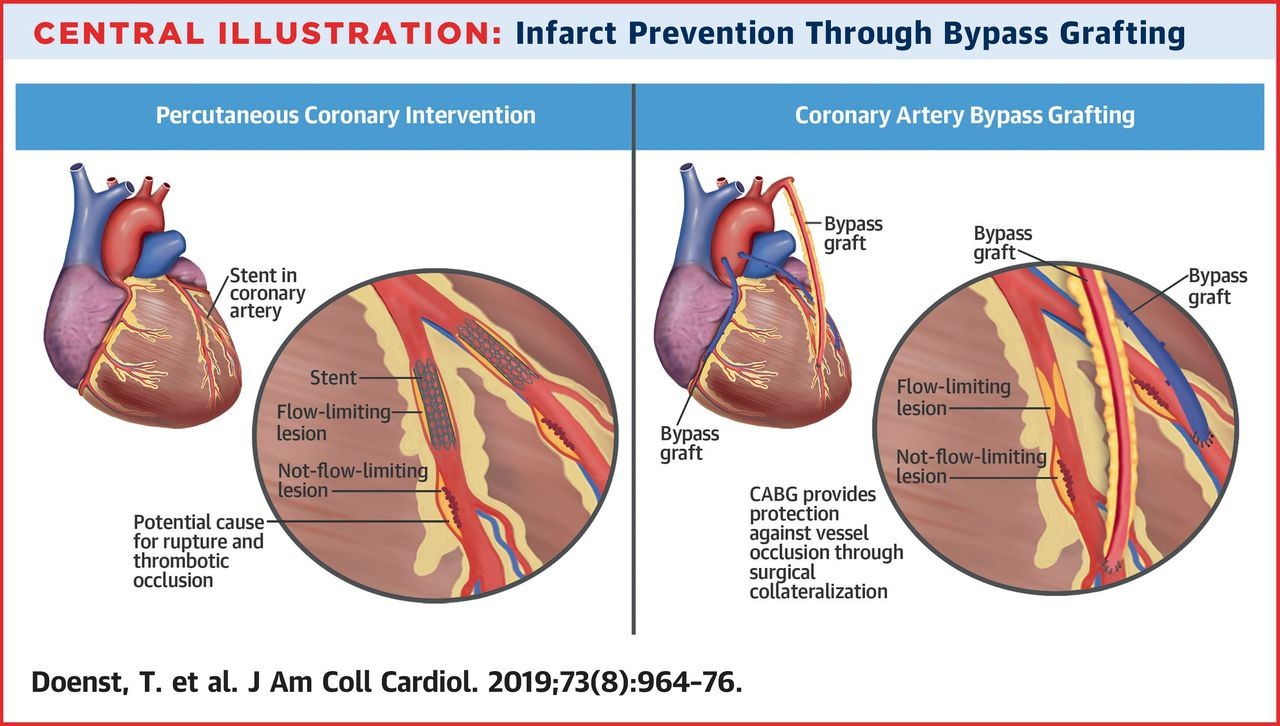 CENTRAL ILLUSTRATION: Infarct Prevention Through Bypass Grafting
Percutaneous Coronary Intervention
Stent in
coronary
artery
Stent
Flow-limiting
lesion
Not-flow-limiting
lesion
Potential cause
for rupture and
thrombotic
occlusion
Coronary Artery Bypass Grafting
Bypass
graft
Bypass
graft
Bypass
graft
Flow-limiting
lesion
Not-flow-limiting
lesion
Bypass
graft
CABG provides
protection
against vessel
occlusion through
surgical
collateralization
Doenst, T. et al. J Am Coll Cardiol. 2019;73(8):964–76.